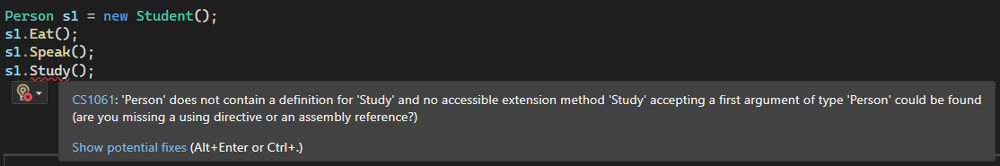 Person s1 = new Student();
s1.Eat();
s1.Speak();
s1.Study();
CS1061: 'Person' does not contain a definition for 'Study' and no accessible extension method 'Study' accepting a first argument of type 'Person' could be found
(are you missing a using directive or an assembly reference?)
Show potential fixes (Alt+Enter or Ctrl+.)